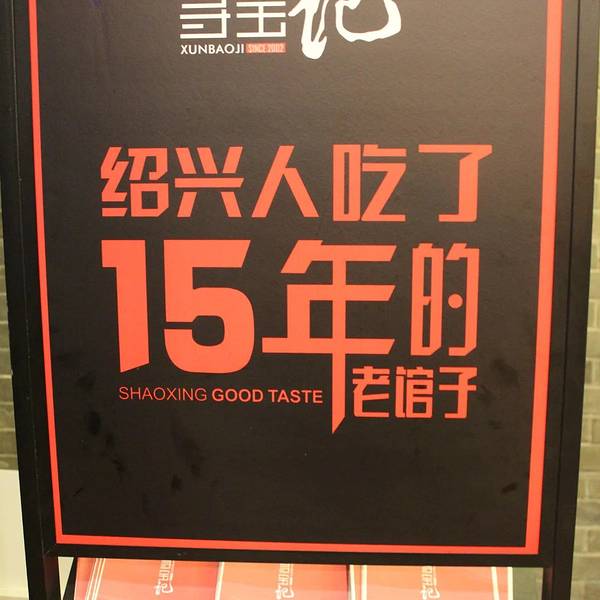 寻宝记
XUNBAOJI SINCE 2002
绍兴人吃了
15年的
SHAOXING GOOD TASTE
老馆子